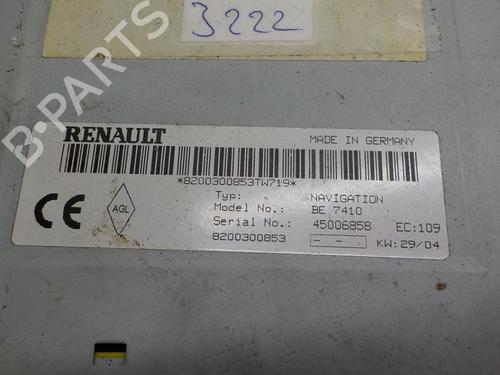 3222
B-PARTS
RENAULT
MADE IN GERMANY
*8200300853TW719*
AGL
Typ: NAVIGATION
Model No.: BE 7410
Serial No.: 45006858 EC:109
8200300853 - - KW:29/04
CE